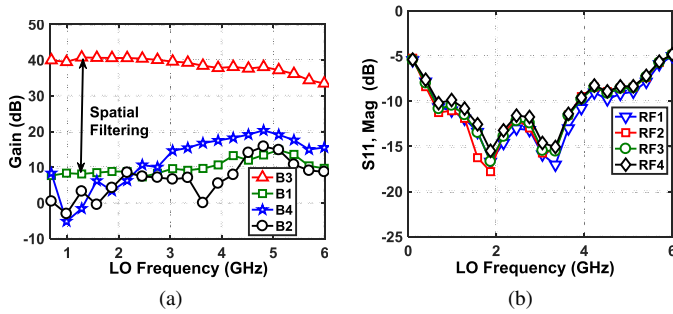 50
40
30
20
10
0
-10
Gain (dB)
Spatial
Filtering
B3
B1
B4
B2
1
2
3
4
5
6
LO Frequency (GHz)
(a)
0
-5
-10
-15
-20
-25
S11, Mag (dB)
RF1
RF2
RF3
RF4
0
2
4
6
LO Frequency (GHz)
(b)